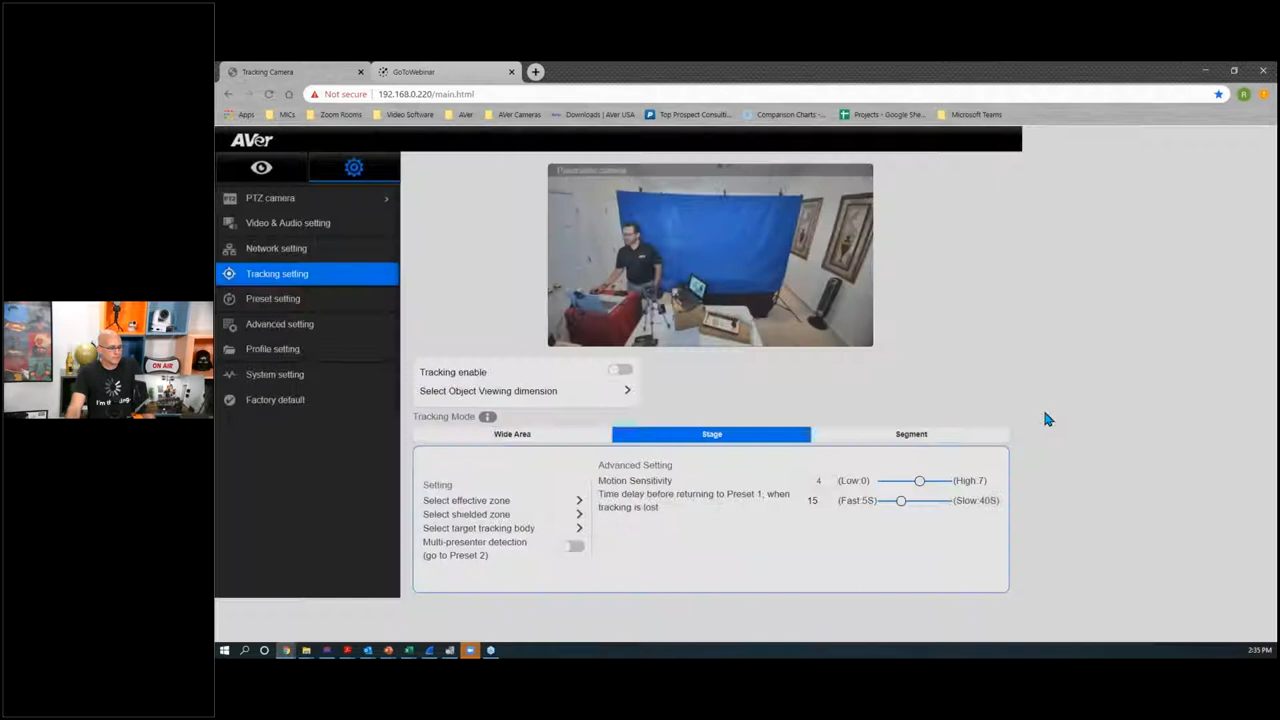 Tracking Camera
GoToWebinar
Not secure 192.168.0.220/main.html
Apps MICs Zoom Rooms Video Software AVer AVer Cameras Downloads | AVer USA Top Prospect Consulti... Comparison Charts -... Projects - Google She... Microsoft Teams
AVer
PTZ camera
Video & Audio setting
Network setting
Tracking setting
Preset setting
Advanced setting
Profile setting
System setting
Factory default
Panoramic camera
ON AIR
Tracking enable
Select Object Viewing dimension
Tracking Mode
Wide Area Stage Segment
Setting
Select effective zone
Select shielded zone
Select target tracking body
Multi-presenter detection
(go to Preset 2)
Advanced Setting
Motion Sensitivity 4 (Low:0) (High:7)
Time delay before returning to Preset 1, when 15 (Fast:5S) (Slow:40S)
tracking is lost
2:35 PM